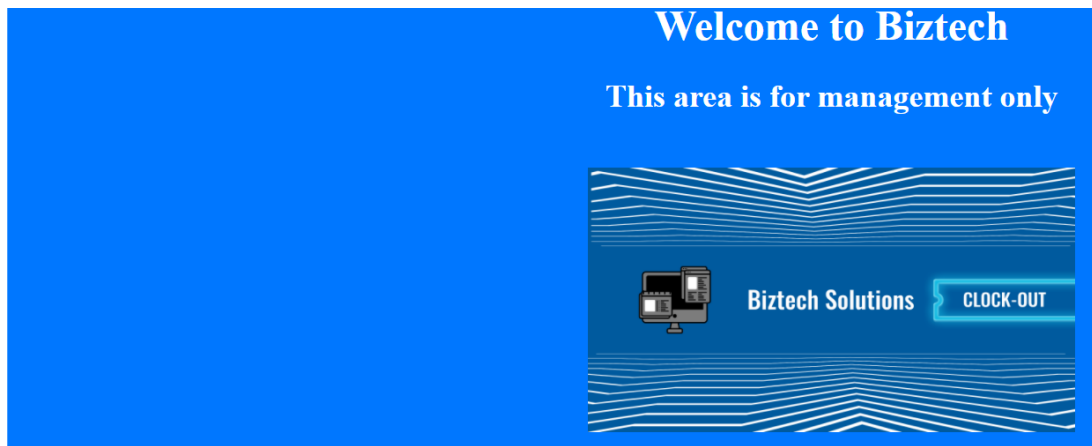 Welcome to Biztech
This area is for management only
Biztech Solutions
CLOCK-OUT